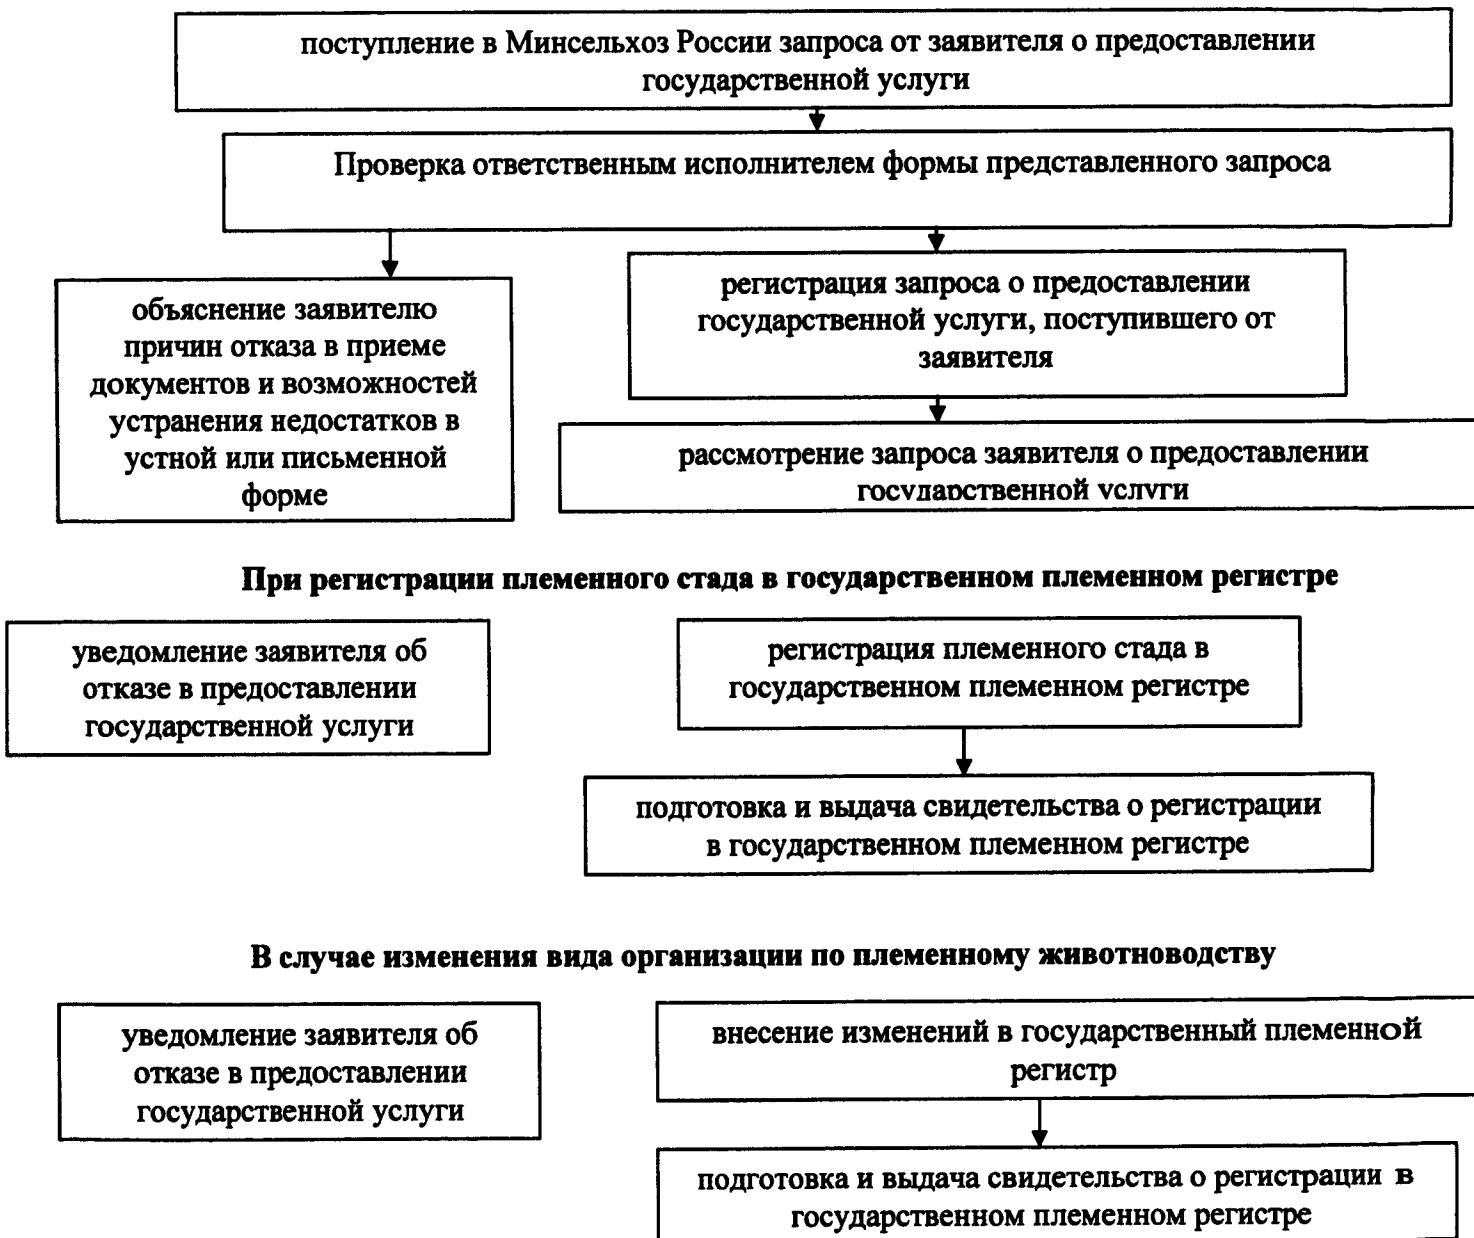 поступление в Минсельхоз России запроса от заявителя о предоставлении
государственной услуги
Проверка ответственным исполнителем формы представленного запроса
объяснение заявителю
причин отказа в приеме
документов и возможностей
устранения недостатков в
устной или письменной
форме
регистрация запроса о предоставлении
государственной услуги, поступившего от
заявителя
рассмотрение запроса заявителя о предоставлении
государственной услуги
При регистрации племенного стада в государственном племенном регистре
уведомление заявителя об
отказе в предоставлении
государственной услуги
регистрация племенного стада в
государственном племенном регистре
подготовка и выдача свидетельства о регистрации
в государственном племенном регистре
В случае изменения вида организации по племенному животноводству
уведомление заявителя об
отказе в предоставлении
государственной услуги
внесение изменений в государственный племенной
регистр
подготовка и выдача свидетельства о регистрации в
государственном племенном регистре